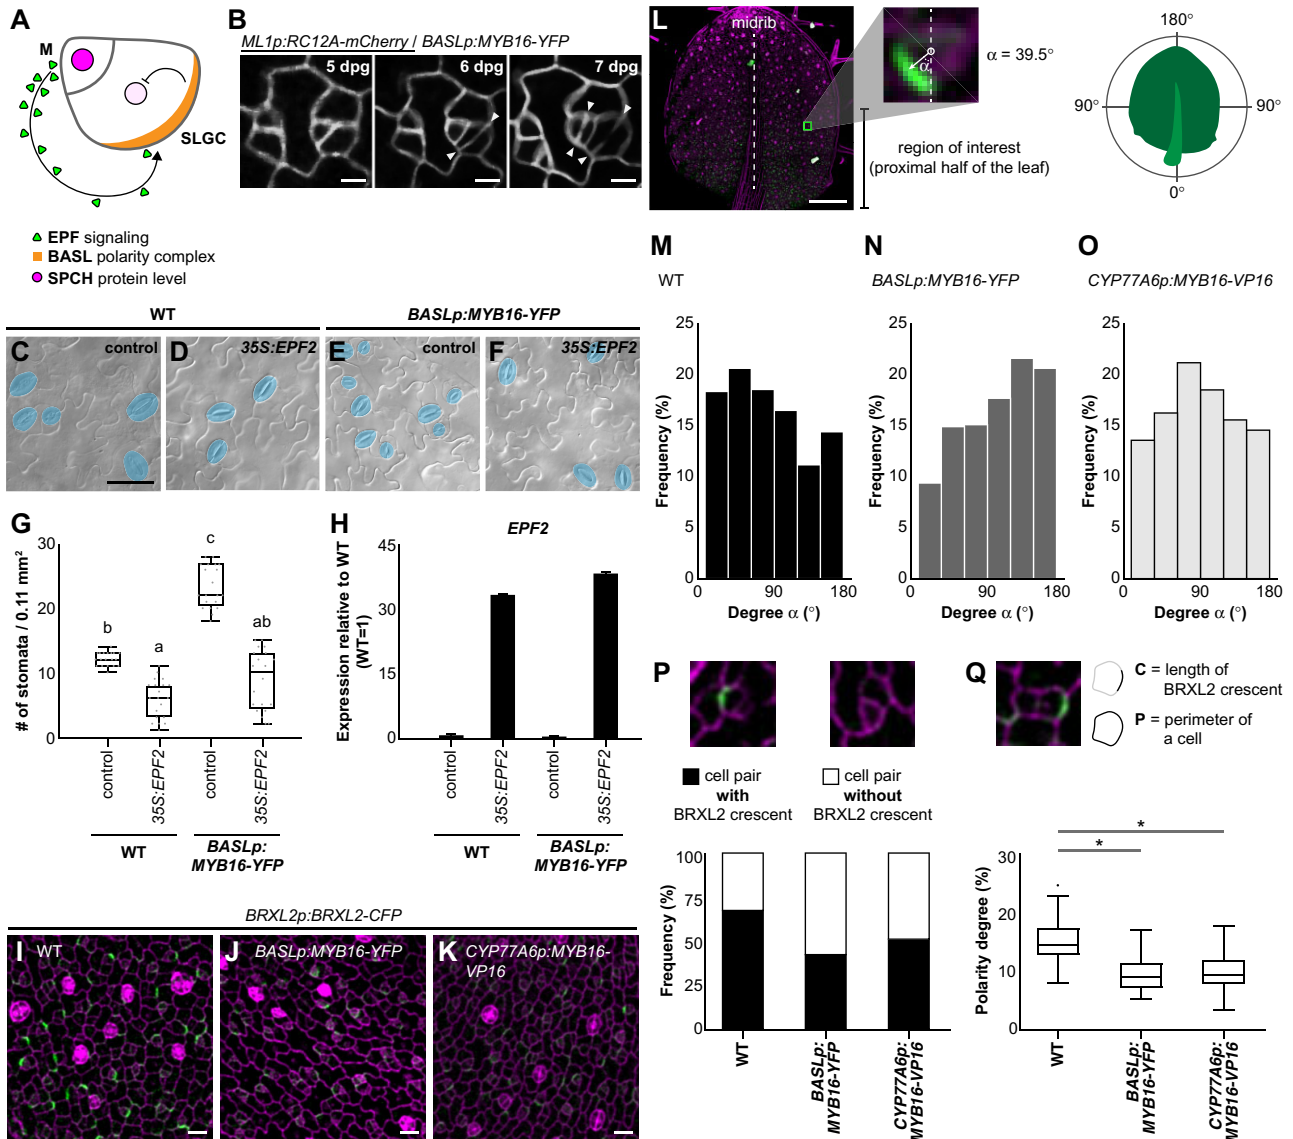 A
M
SLGC
EPF signaling
BASL polarity complex
SPCH protein level
B
ML1p:RC12A-mCherry / BASLp:MYB16-YFP
5 dpg
6 dpg
7 dpg
WT
BASLp:MYB16-YFP
C
control
D
35S:EPF2
E
control
F
35S:EPF2
G
# of stomata / 0.11 mm²
30
20
10
0
b
a
c
ab
control
35S:EPF2
control
35S:EPF2
WT
BASLp:
MYB16-YFP
H
EPF2
Expression relative to WT
(WT=1)
45
30
15
0
control
35S:EPF2
control
35S:EPF2
WT
BASLp:
MYB16-YFP
BRXL2p:BRXL2-CFP
I
WT
J
BASLp:MYB16-YFP
K
CYP77A6p:MYB16-
VP16
L
midrib
α
α = 39.5°
region of interest
(proximal half of the leaf)
180°
90°
90°
0°
M
WT
Frequency (%)
25
20
15
10
5
0
0
90
180
Degree α (°)
N
BASLp:MYB16-YFP
Frequency (%)
25
20
15
10
5
0
0
90
180
Degree α (°)
O
CYP77A6p:MYB16-VP16
Frequency (%)
25
20
15
10
5
0
0
90
180
Degree α (°)
P
cell pair
with
BRXL2 crescent
cell pair
without
BRXL2 crescent
Frequency (%)
100
75
50
25
0
WT
BASLp:
MYB16-YFP
CYP77A6p:
MYB16-VP16
Q
C = length of
BRXL2 crescent
P = perimeter of
a cell
Polarity degree (%)
30
20
10
0
*
*
WT
BASLp:
MYB16-YFP
CYP77A6p:
MYB16-VP16